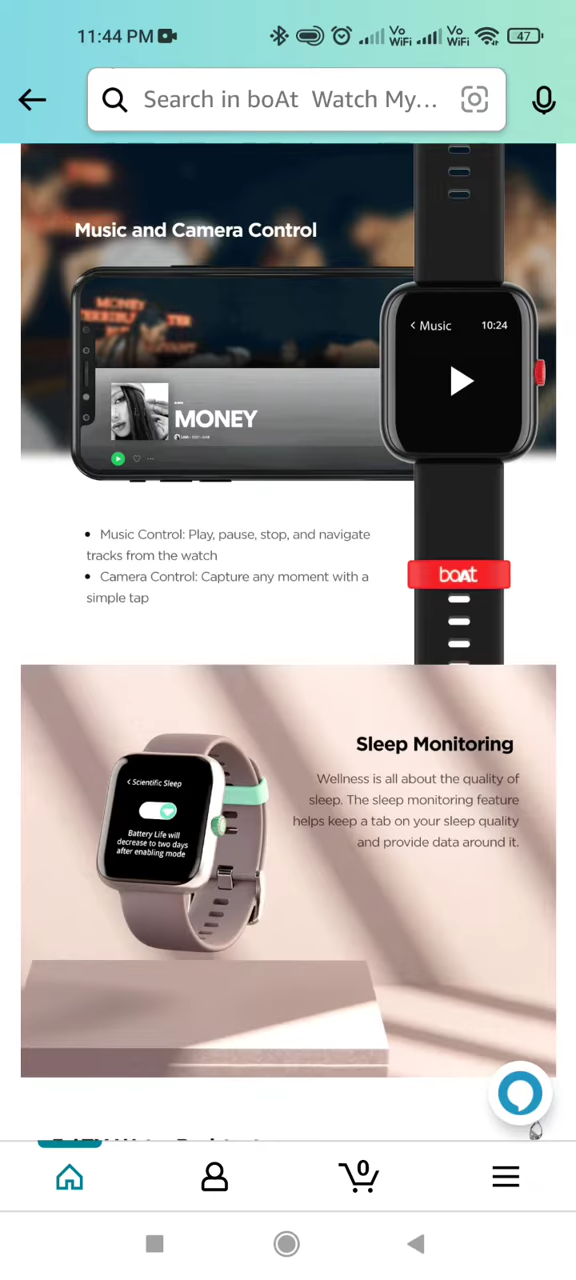 11:44 PM
Vo WiFi
Vo WiFi
47
Search in boAt Watch My...
Music and Camera Control
MONEY
< Music 10:24
MONEY
• Music Control: Play, pause, stop, and navigate
tracks from the watch
• Camera Control: Capture any moment with a
simple tap
boAt
Sleep Monitoring
< Scientific Sleep
Wellness is all about the quality of
sleep. The sleep monitoring feature
helps keep a tab on your sleep quality
and provide data around it.
Battery Life will
decrease to two days
after enabling mode
0